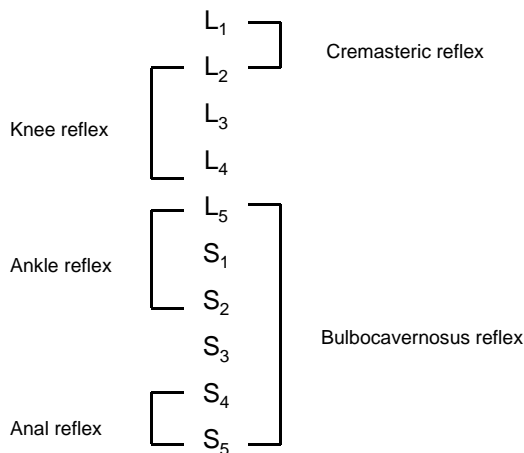 L₁
Cremasteric reflex
L₂
L₃
Knee reflex
L₄
L₅
S₁
Ankle reflex
S₂
Bulbocavernosus reflex
S₃
S₄
Anal reflex
S₅